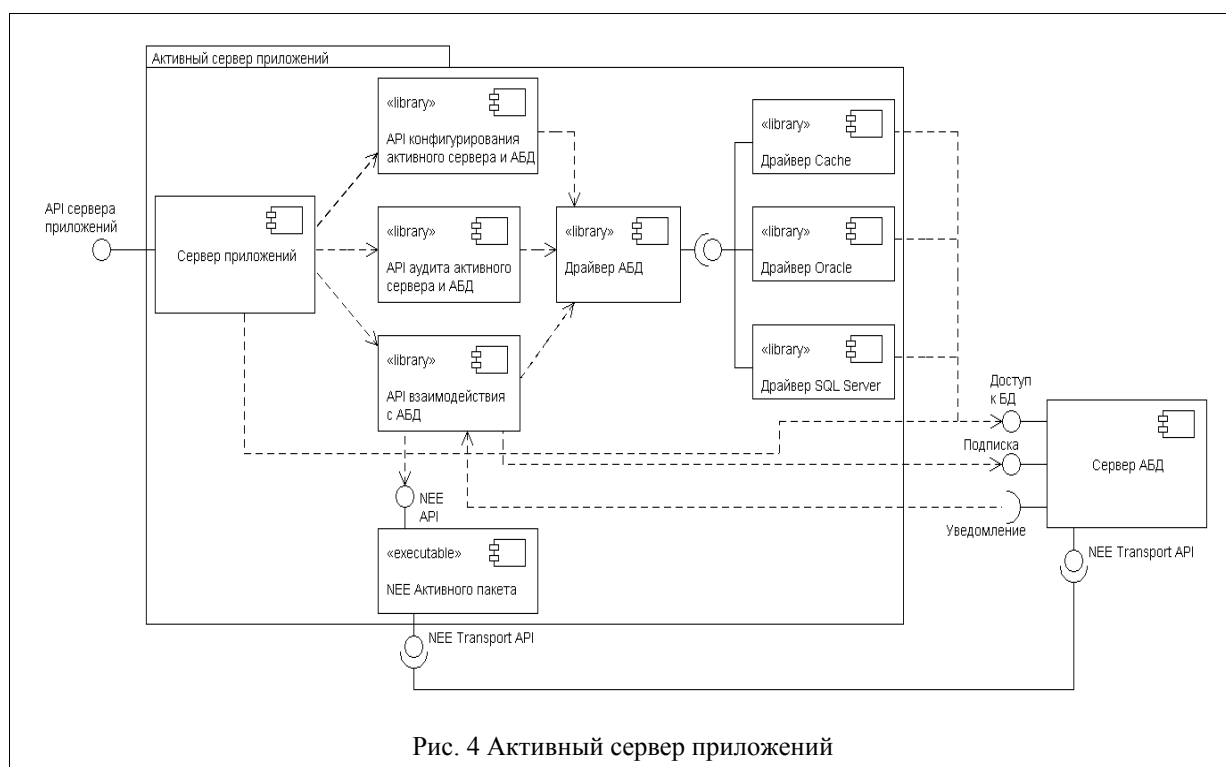 Активный сервер приложений
«library»
API конфигурирования
активного сервера и АБД
«library»
Драйвер Cache
API сервера
приложений
Сервер приложений
«library»
API аудита активного
сервера и АБД
«library»
Драйвер АБД
«library»
Драйвер Oracle
«library»
API взаимодействия
с АБД
«library»
Драйвер SQL Server
Доступ
к БД
Подписка
Сервер АБД
Уведомление
NEE
API
«executable»
NEE Активного пакета
NEE Transport API
NEE Transport API
Рис. 4 Активный сервер приложений